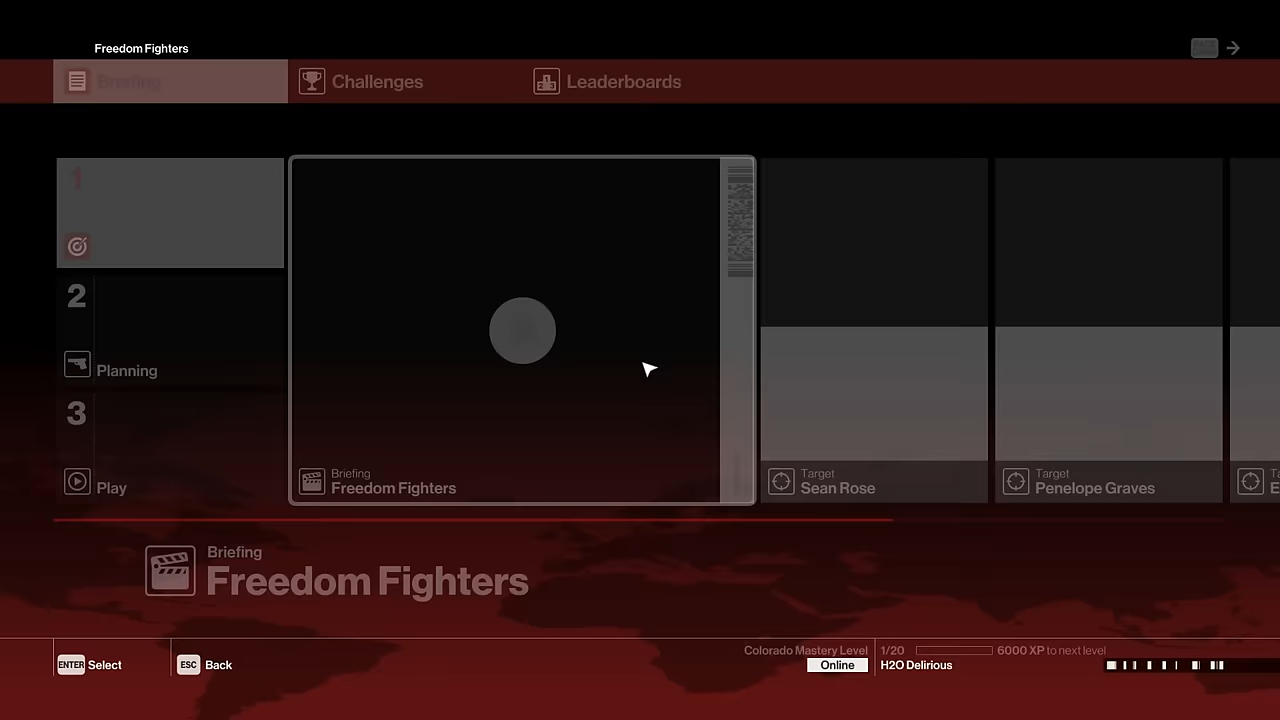 Freedom Fighters
Briefing
Challenges
Leaderboards
1
2
Planning
3
Play
Briefing
Freedom Fighters
Target
Sean Rose
Target
Penelope Graves
Briefing
Freedom Fighters
ENTER Select
ESC Back
Colorado Mastery Level 1/20 6000 XP to next level
Online H2O Delirious